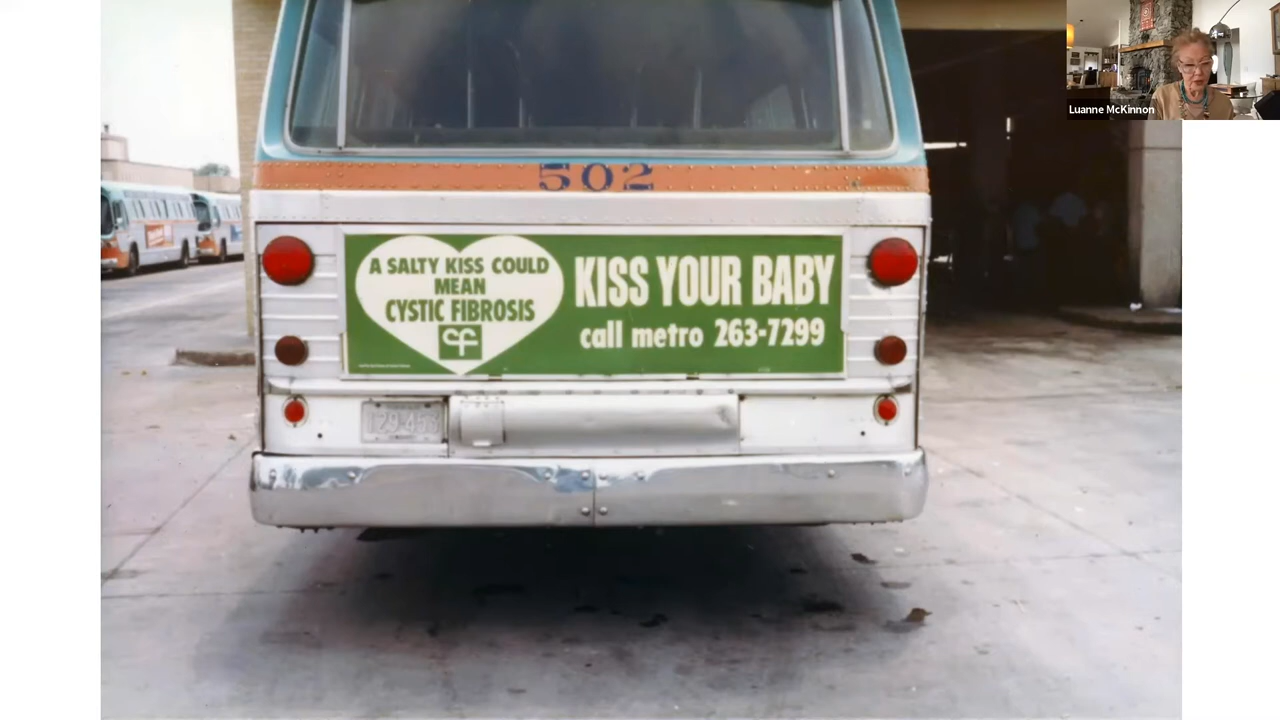 Luanne McKinnon
502
A SALTY KISS COULD
MEAN
CYSTIC FIBROSIS
cf
KISS YOUR BABY
call metro 263-7299